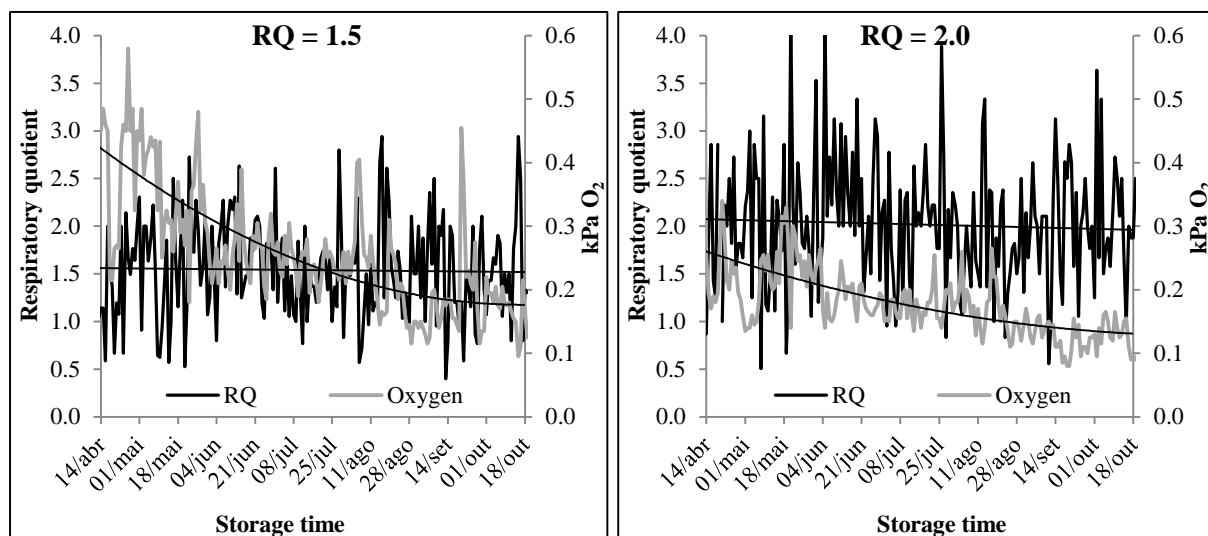 RQ = 1.5
4.0
3.5
3.0
2.5
2.0
1.5
1.0
0.5
0.0
Respiratory quotient
0.6
0.5
0.4
0.3
0.2
0.1
0.0
kPa O₂
RQ
Oxygen
14/abr
01/mai
18/mai
04/jun
21/jun
08/jul
25/jul
11/ago
28/ago
14/set
01/out
18/out
Storage time
RQ = 2.0
4.0
3.5
3.0
2.5
2.0
1.5
1.0
0.5
0.0
Respiratory quotient
0.6
0.5
0.4
0.3
0.2
0.1
0.0
kPa O₂
RQ
Oxygen
14/abr
01/mai
18/mai
04/jun
21/jun
08/jul
25/jul
11/ago
28/ago
14/set
01/out
18/out
Storage time